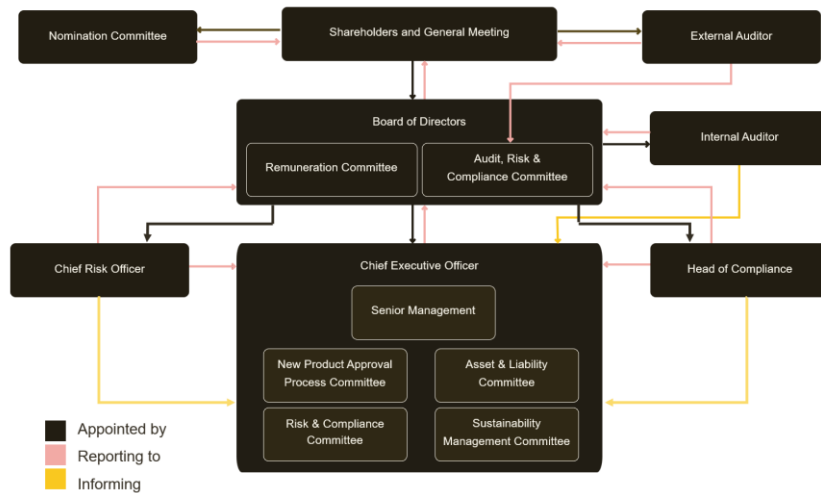 Nomination Committee
Shareholders and General Meeting
External Auditor
Board of Directors
Internal Auditor
Remuneration Committee
Audit, Risk &
Compliance Committee
Chief Risk Officer
Chief Executive Officer
Head of Compliance
Senior Management
New Product Approval
Process Committee
Asset & Liability
Committee
Risk & Compliance
Committee
Sustainability
Management Committee
Appointed by
Reporting to
Informing